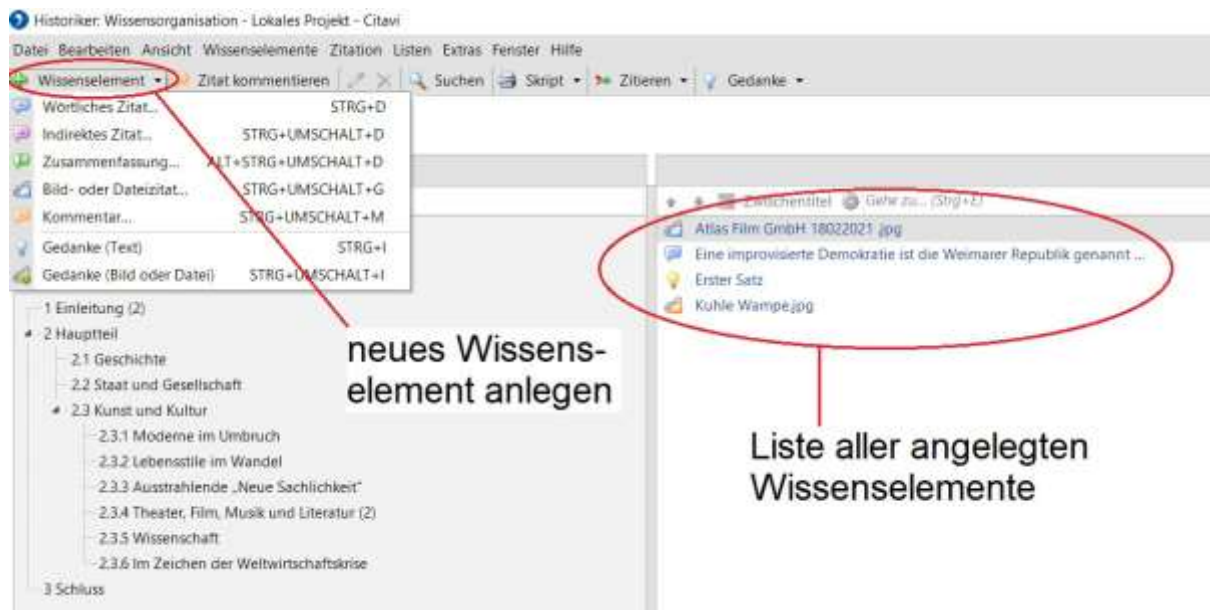 Historiker: Wissensorganisation - Lokales Projekt - Citavi
Datei Bearbeiten Ansicht Wissenselemente Zitation Listen Extras Fenster Hilfe
Wissenselement Zitat kommentieren Suchen Skript Zitieren Gedanke
Wörtliches Zitat... STRG+D
Indirektes Zitat... STRG+UMSCHALT+D
Zusammenfassung... ALT+STRG+UMSCHALT+D
Bild- oder Dateizitat... STRG+UMSCHALT+G
Kommentar... STRG+UMSCHALT+M
Gedanke (Text) STRG+I
Gedanke (Bild oder Datei) STRG+UMSCHALT+I
1 Einleitung (2)
2 Hauptteil
2.1 Geschichte
2.2 Staat und Gesellschaft
2.3 Kunst und Kultur
2.3.1 Moderne im Umbruch
2.3.2 Lebensstile im Wandel
2.3.3 Ausstrahlende „Neue Sachlichkeit"
2.3.4 Theater, Film, Musik und Literatur (2)
2.3.5 Wissenschaft
2.3.6 Im Zeichen der Weltwirtschaftskrise
3 Schluss
neues Wissens-
element anlegen
Zwischentitel Gehe zu... (Strg+E)
Atlas Film GmbH 18022021 .jpg
Eine improvisierte Demokratie ist die Weimarer Republik genannt ...
Erster Satz
Kuhle Wampe.jpg
Liste aller angelegten
Wissenselemente